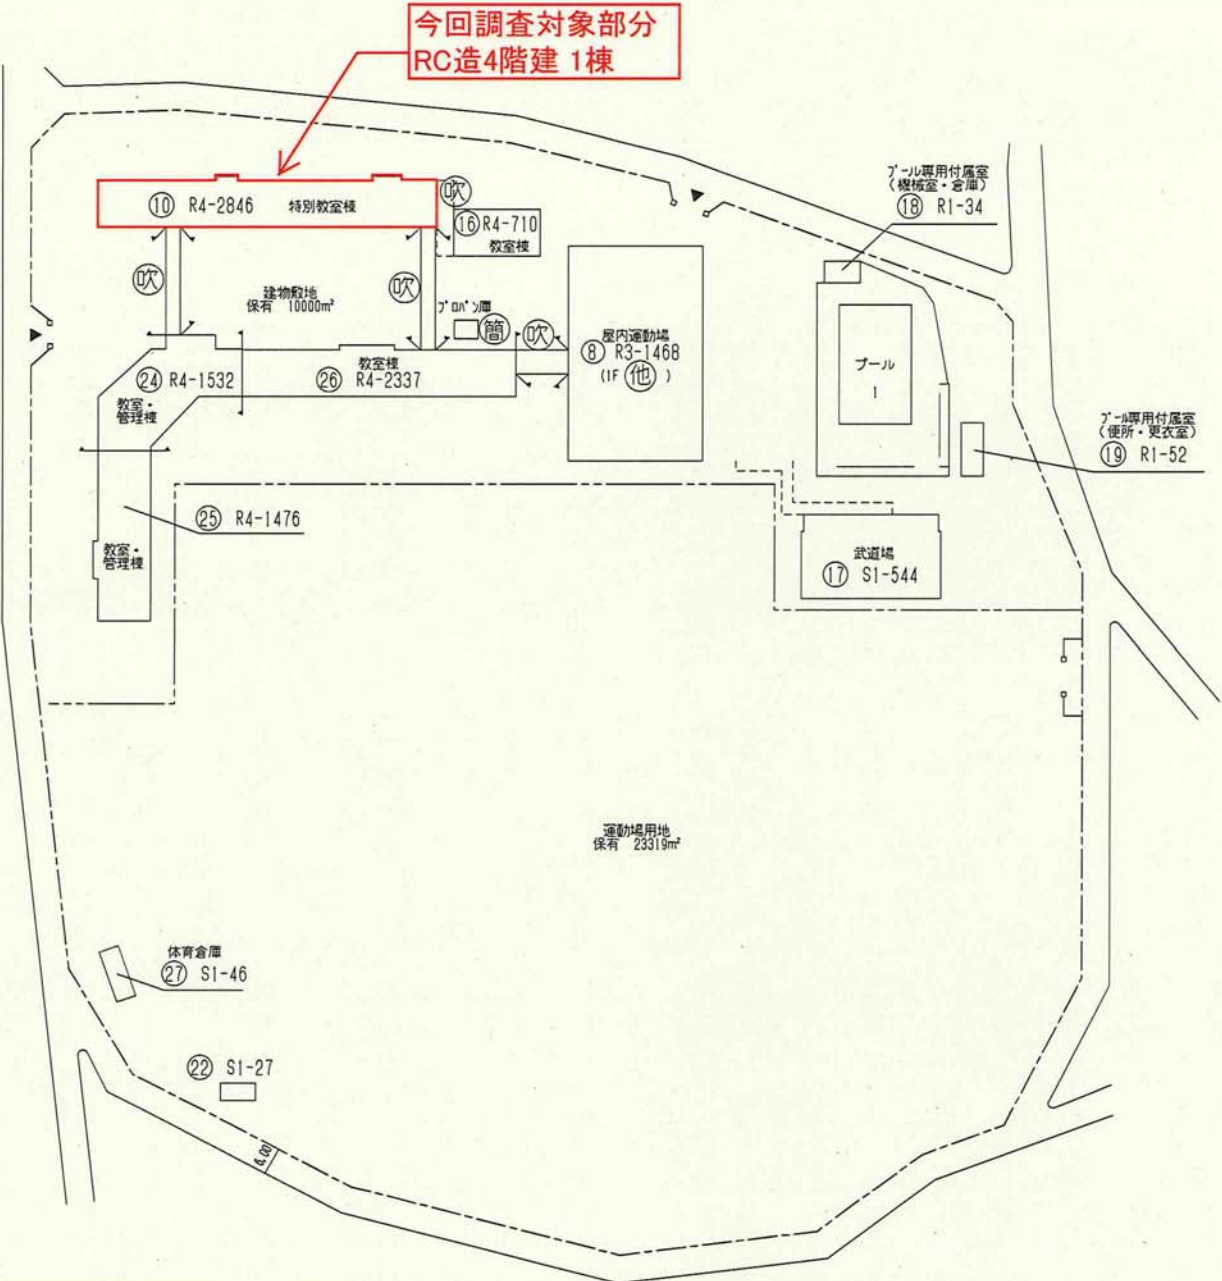 今回調査対象部分
RC造4階建 1棟
プール専用付属室
(機械室・倉庫)
⑱ R1-34
吹
⑩ R4-2846 特別教室棟
⑯ R4-710
教室棟
吹
建物敷地
保有 10000m²
吹
プロパン庫
簡
吹
屋内運動場
⑧ R3-1468
(1F 他 )
プール
1
㉔ R4-1532
教室・
管理棟
教室棟
㉖ R4-2337
プール専用付属室
(便所・更衣室)
⑲ R1-52
㉕ R4-1476
教室・
管理棟
武道場
⑰ S1-544
運動場用地
保有 23319m²
体育倉庫
㉗ S1-46
㉒ S1-27